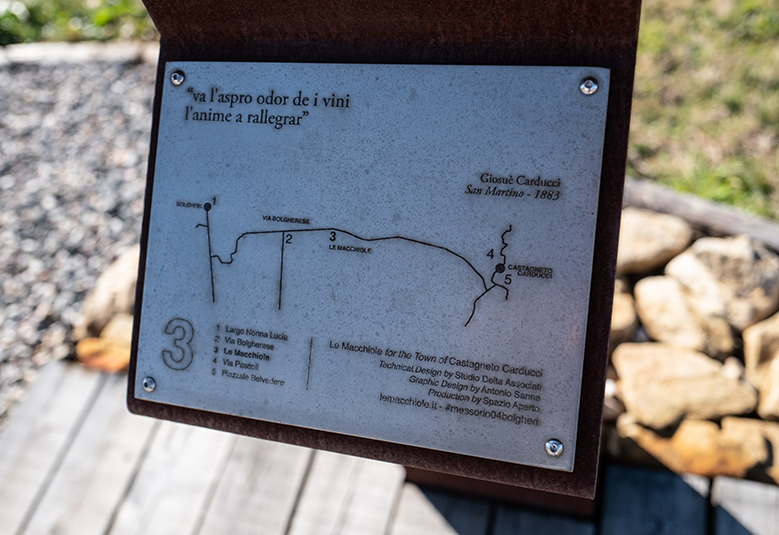 "va l'aspro odor de i vini
l'anime a rallegrar"
Giosuè Carducci
San Martino - 1883
BOLGHERI 1
VIA BOLGHERESE
2
3
LE MACCHIOLE
4
CASTAGNETO
CARDUCCI
5
3
1 Largo Nonna Lucia
2 Via Bolgherese
3 Le Macchiole
4 Via Pascoli
5 Piazzale Belvedere
Le Macchiole for the Town of Castagneto Carducci
Technical Design by Studio Delta Associati
Graphic Design by Antonio Sanna
Production by Spazio Aperto
lemacchiole.it - #messorio04bolgheri